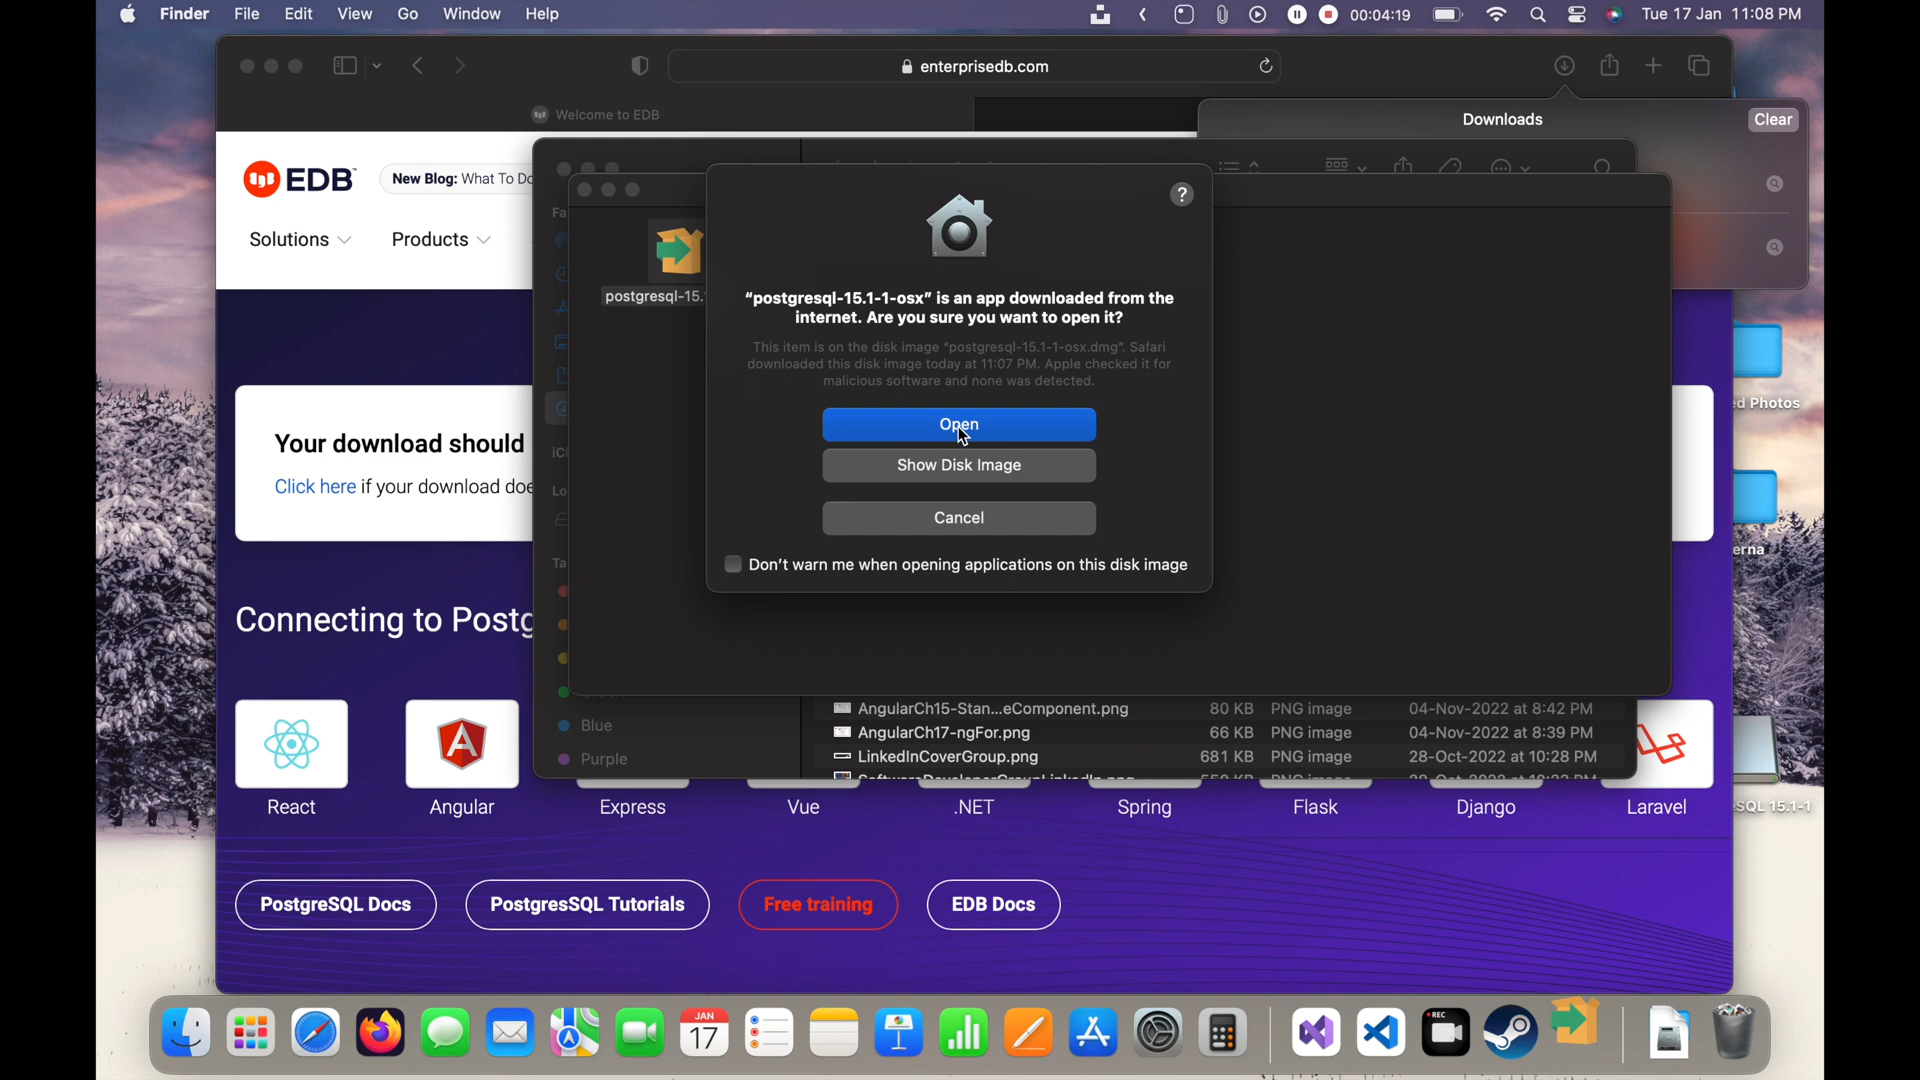 Finder File Edit View Go Window Help
00:04:19
Tue 17 Jan 11:08 PM
enterprisedb.com
Welcome to EDB
Downloads
Clear
EDB
New Blog: What To Do
Solutions
Products
Fa
postgresql-15.
?
“postgresql-15.1-1-osx” is an app downloaded from the
internet. Are you sure you want to open it?
This item is on the disk image “postgresql-15.1-1-osx.dmg”. Safari
downloaded this disk image today at 11:07 PM. Apple checked it for
malicious software and none was detected.
Open
Show Disk Image
Cancel
Don’t warn me when opening applications on this disk image
iCl
Lo
Ta
Your download should
Click here if your download doe
Connecting to Postg
Blue
Purple
AngularCh15-Stan...eComponent.png 80 KB PNG image 04-Nov-2022 at 8:42 PM
AngularCh17-ngFor.png 66 KB PNG image 04-Nov-2022 at 8:39 PM
LinkedInCoverGroup.png 681 KB PNG image 28-Oct-2022 at 10:28 PM
ed Photos
erna
SQL 15.1-1
React
Angular
Express
Vue
.NET
Spring
Flask
Django
Laravel
PostgreSQL Docs
PostgresSQL Tutorials
Free training
EDB Docs
JAN
17
REC